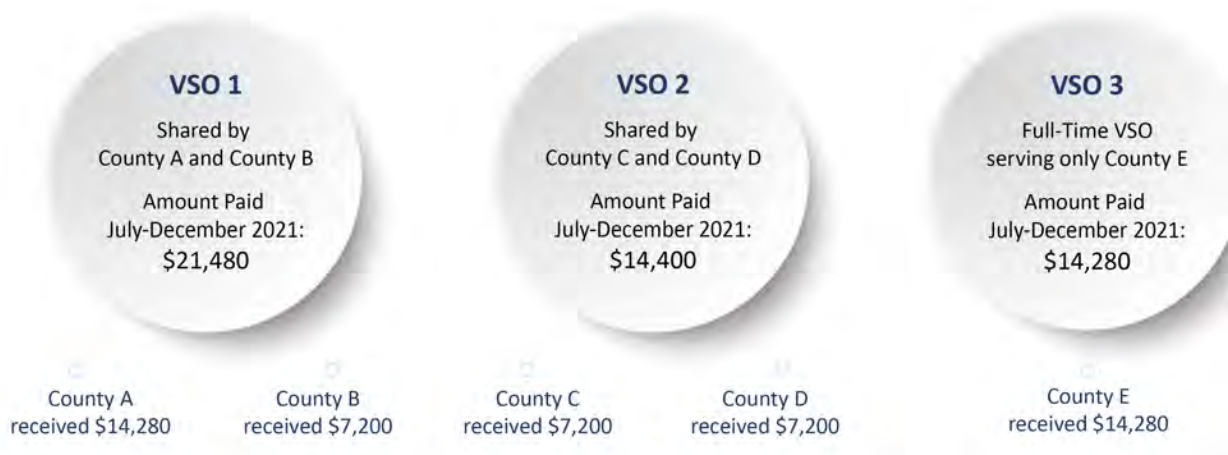 VSO 1
Shared by
County A and County B
Amount Paid
July-December 2021:
$21,480
County A
received $14,280
County B
received $7,200
VSO 2
Shared by
County C and County D
Amount Paid
July-December 2021:
$14,400
County C
received $7,200
County D
received $7,200
VSO 3
Full-Time VSO
serving only County E
Amount Paid
July-December 2021:
$14,280
County E
received $14,280